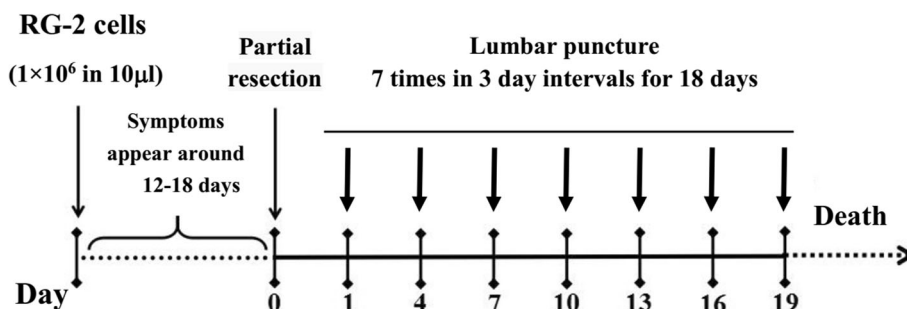 RG-2 cells
(1×10⁶ in 10μl)
Symptoms
appear around
12-18 days
Partial
resection
Lumbar puncture
7 times in 3 day intervals for 18 days
Death
Day
0 1 4 7 10 13 16 19